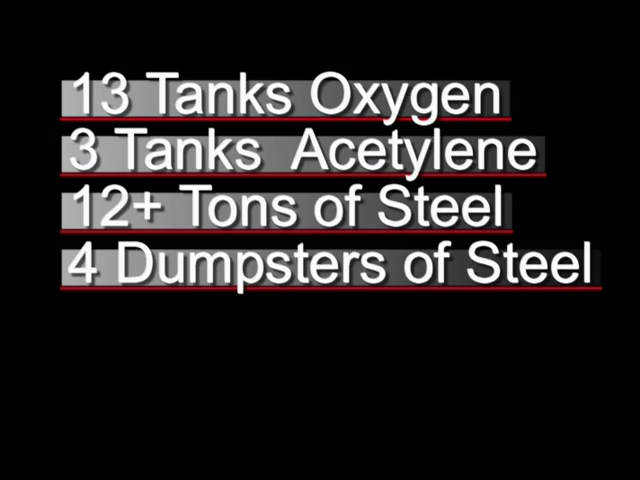 13 Tanks Oxygen
3 Tanks  Acetylene
12+ Tons of Steel
4 Dumpsters of Steel